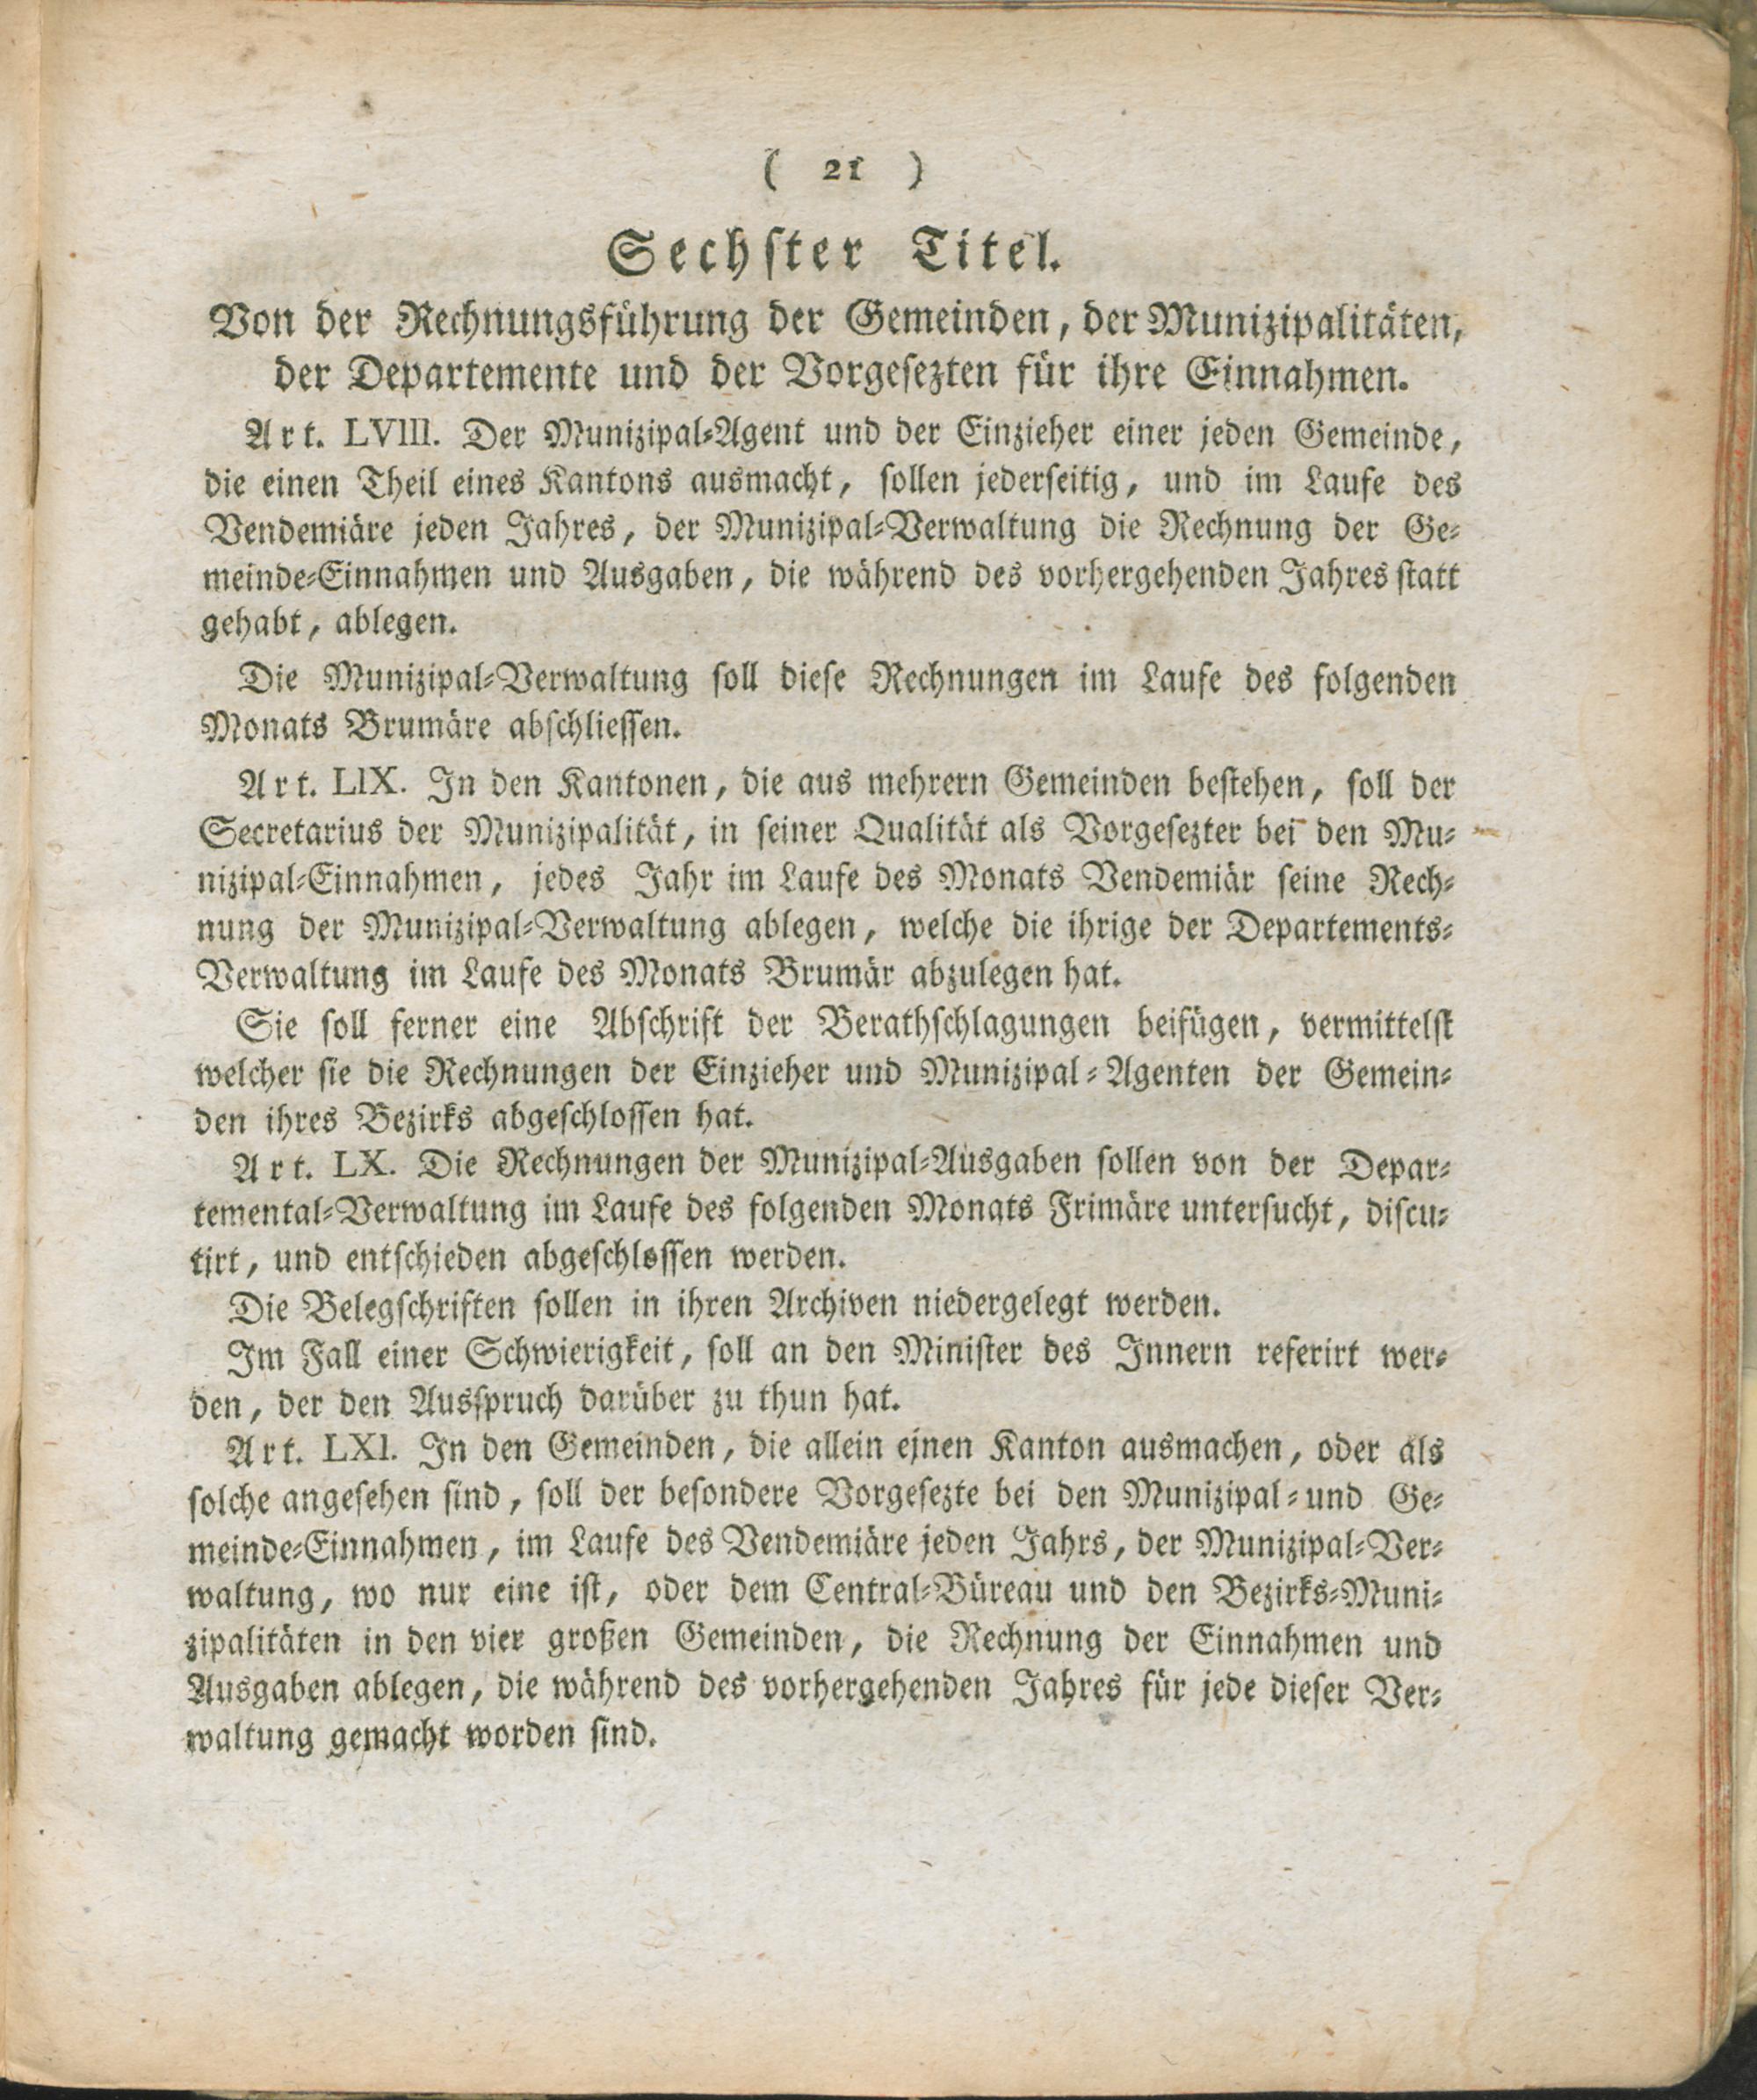 ( 21 )
Sechster Titel.
Von der Rechnungsführung der Gemeinden, der Munizipalitäten,
der Departemente und der Vorgesezten für ihre Einnahmen.
Art. LVIII. Der Munizipal-Agent und der Einzieher einer jeden Gemeinde,
die einen Theil eines Kantons ausmacht, sollen jederseitig, und im Laufe des
Vendemiäre jeden Jahres, der Munizipal-Verwaltung die Rechnung der Ge-
meinde-Einnahmen und Ausgaben, die während des vorhergehenden Jahres statt
gehabt, ablegen.
Die Munizipal-Verwaltung soll diese Rechnungen im Laufe des folgenden
Monats Brumäre abschliessen.
Art. LIX. In den Kantonen, die aus mehrern Gemeinden bestehen, soll der
Secretarius der Munizipalität, in seiner Qualität als Vorgesezter bei den Mu-
nizipal-Einnahmen, jedes Jahr im Laufe des Monats Vendemiär seine Rech-
nung der Munizipal-Verwaltung ablegen, welche die ihrige der Departements-
Verwaltung im Laufe des Monats Brumär abzulegen hat.
Sie soll ferner eine Abschrift der Berathschlagungen beifügen, vermittelst
welcher sie die Rechnungen der Einzieher und Munizipal-Agenten der Gemein-
den ihres Bezirks abgeschlossen hat.
Art. LX. Die Rechnungen der Munizipal-Ausgaben sollen von der Depar-
temental-Verwaltung im Laufe des folgenden Monats Frimäre untersucht, discu-
tirt, und entschieden abgeschlossen werden.
Die Belegschriften sollen in ihren Archiven niedergelegt werden.
Im Fall einer Schwierigkeit, soll an den Minister des Innern referirt wer-
den, der den Ausspruch darüber zu thun hat.
Art. LXI. In den Gemeinden, die allein einen Kanton ausmachen, oder als
solche angesehen sind, soll der besondere Vorgesezte bei den Munizipal- und Ge-
meinde-Einnahmen, im Laufe des Vendemiäre jeden Jahrs, der Munizipal-Ver-
waltung, wo nur eine ist, oder dem Central-Büreau und den Bezirks-Muni-
zipalitäten in den vier großen Gemeinden, die Rechnung der Einnahmen und
Ausgaben ablegen, die während des vorhergehenden Jahres für jede dieser Ver-
waltung gemacht worden sind.